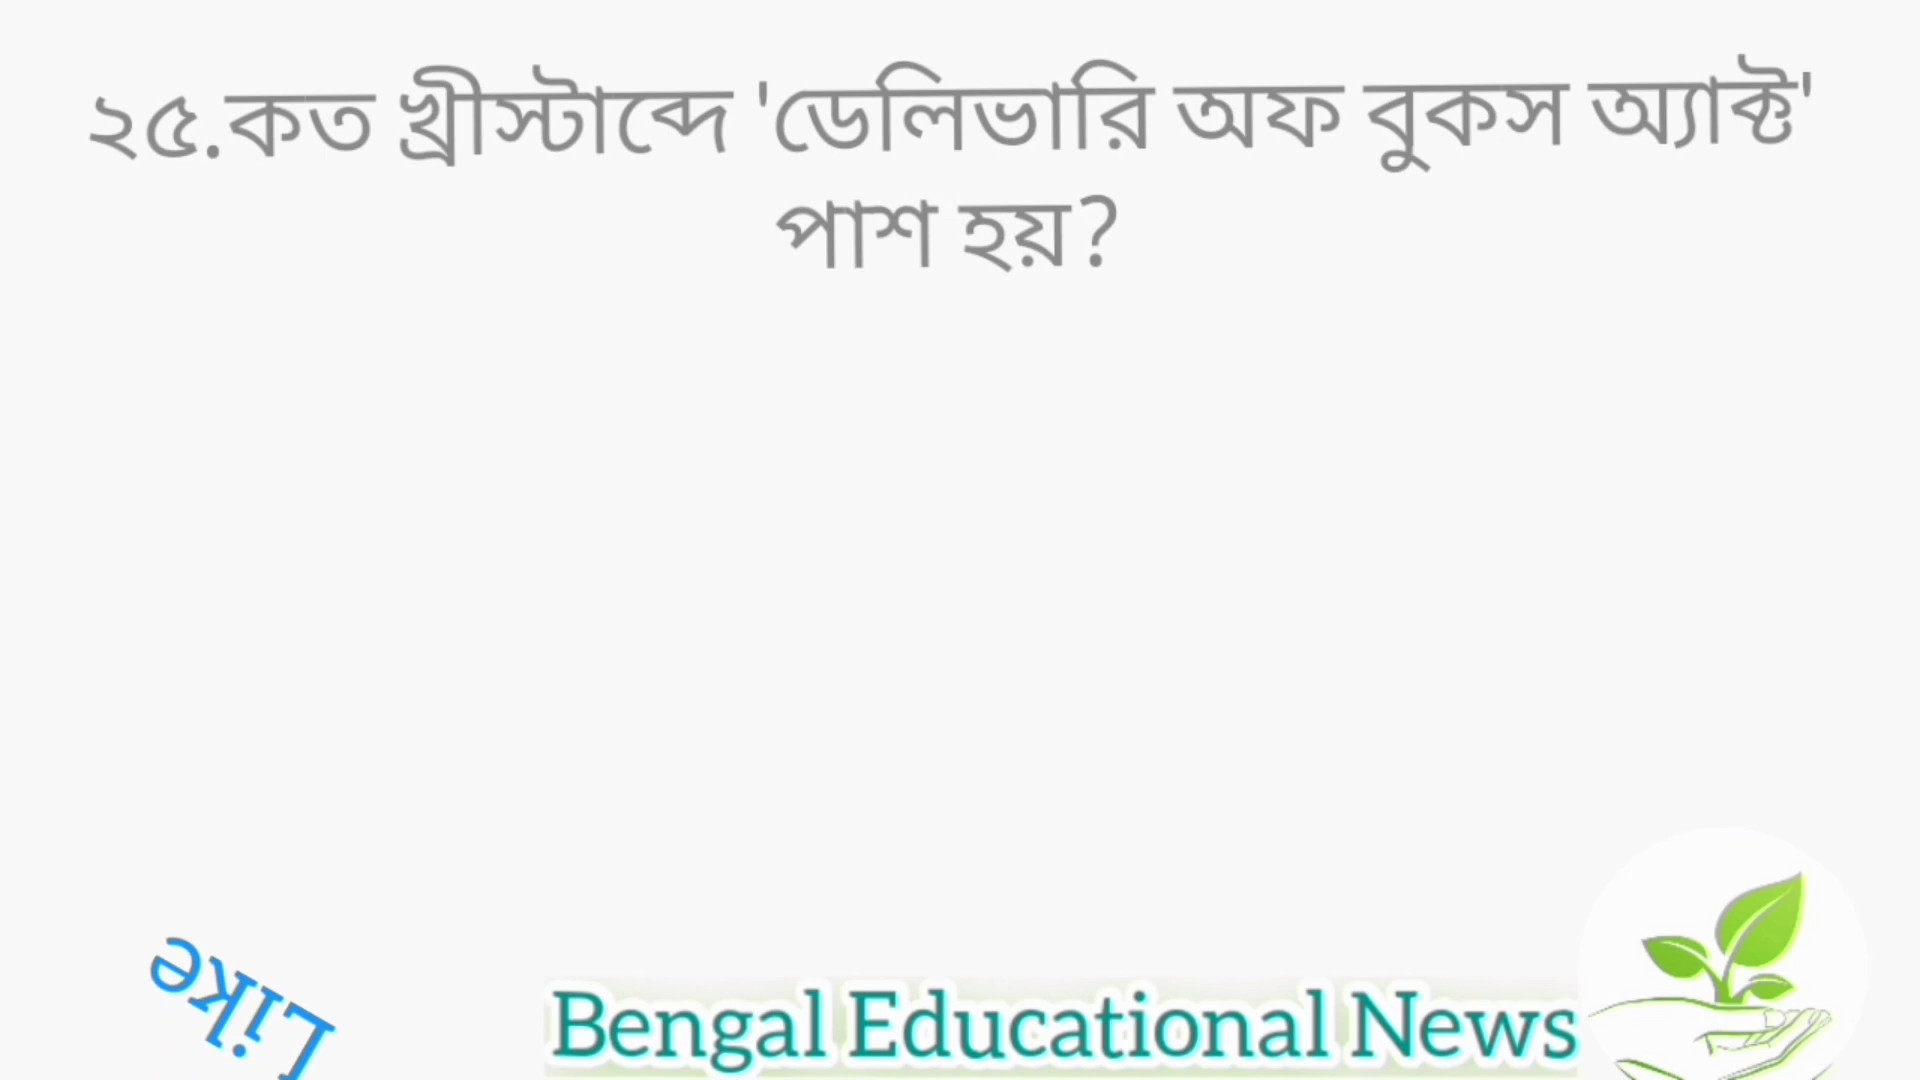 ২৫.কত খ্রীস্টাব্দে 'ডেলিভারি অফ বুকস অ্যাক্ট'
পাশ হয়?
Like
Bengal Educational News